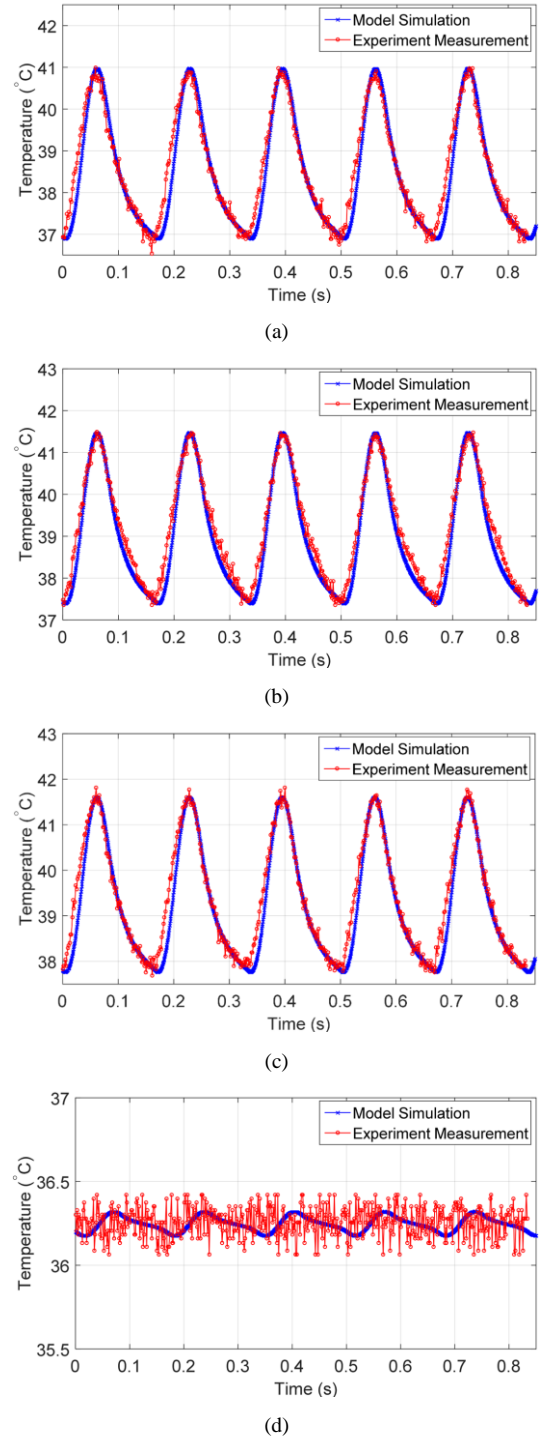 42
41
40
39
38
37
Temperature (°C)
Model Simulation
Experiment Measurement
0 0.1 0.2 0.3 0.4 0.5 0.6 0.7 0.8
Time (s)
(a)
43
42
41
40
39
38
37
Temperature (°C)
Model Simulation
Experiment Measurement
0 0.1 0.2 0.3 0.4 0.5 0.6 0.7 0.8
Time (s)
(b)
43
42
41
40
39
38
Temperature (°C)
Model Simulation
Experiment Measurement
0 0.1 0.2 0.3 0.4 0.5 0.6 0.7 0.8
Time (s)
(c)
37
36.5
36
35.5
Temperature (°C)
Model Simulation
Experiment Measurement
0 0.1 0.2 0.3 0.4 0.5 0.6 0.7 0.8
Time (s)
(d)